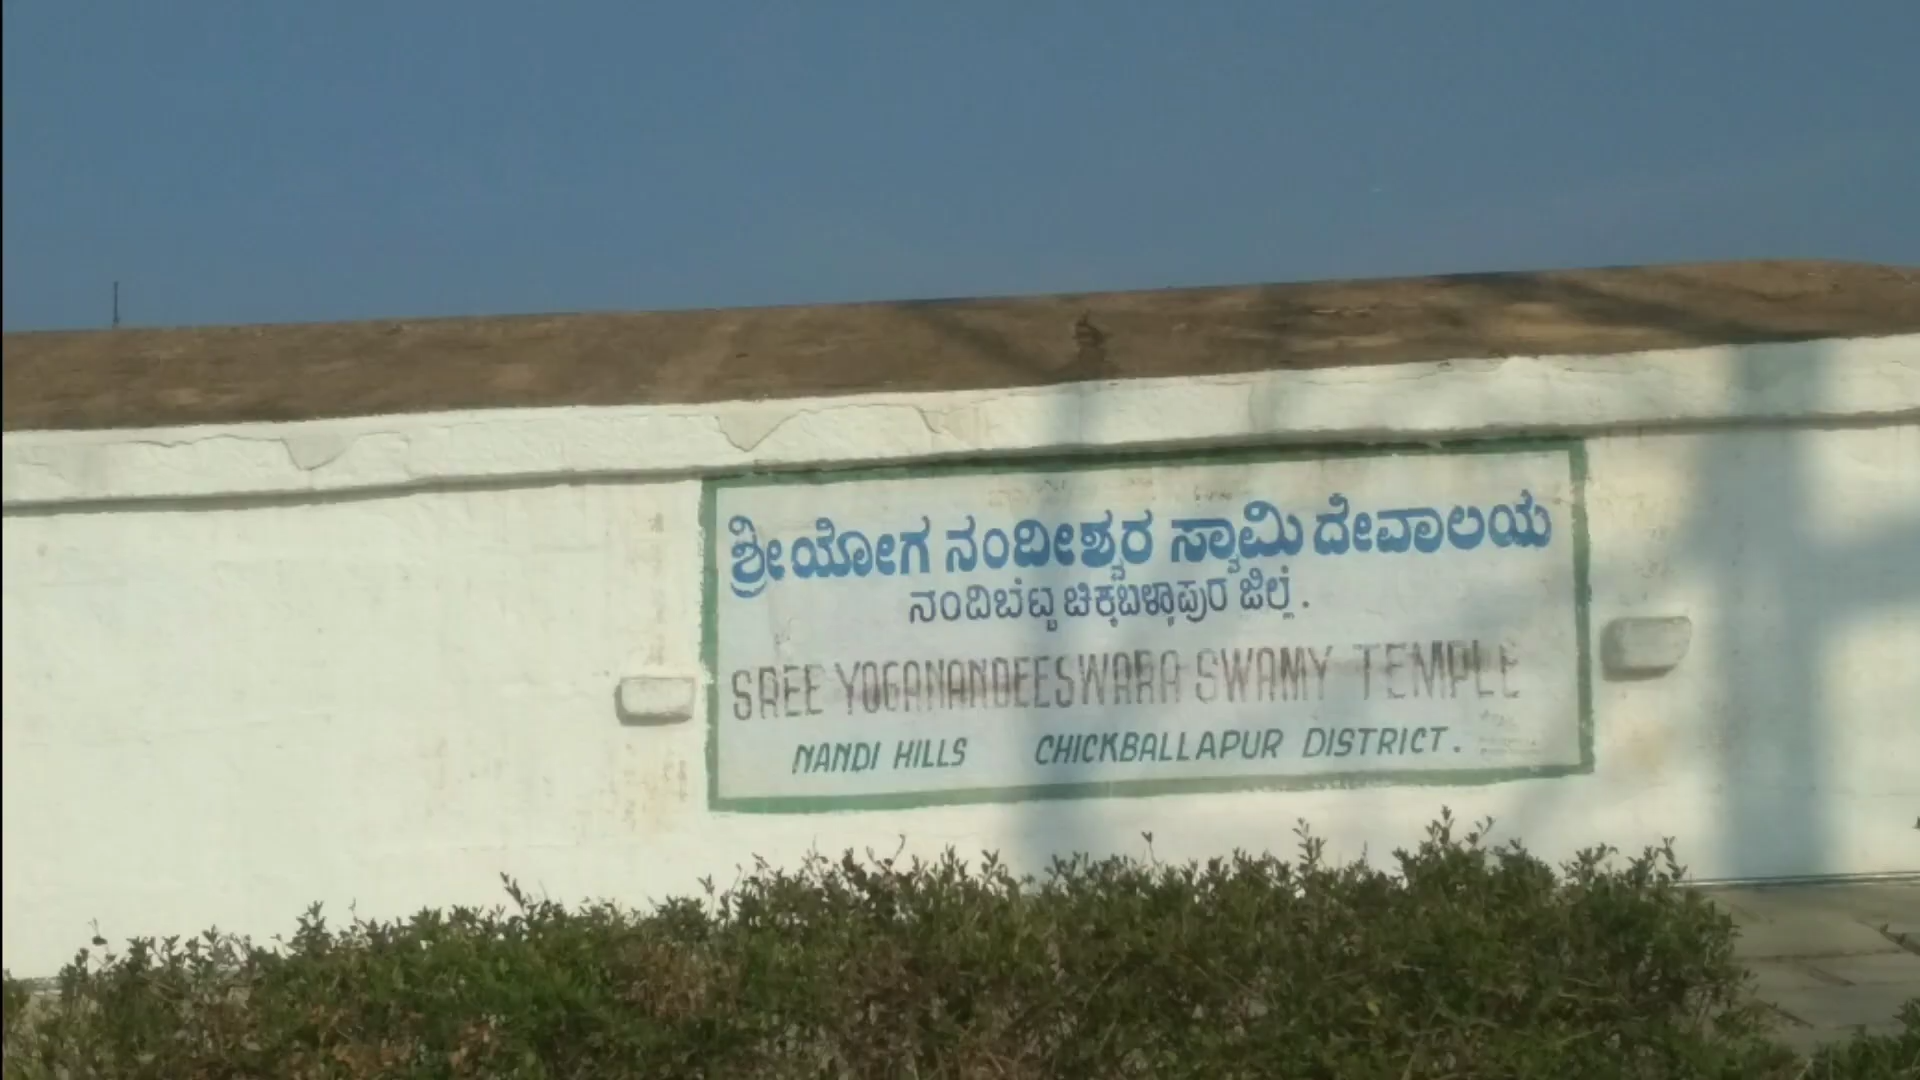 ಶ್ರೀ ಯೋಗ ನಂದೀಶ್ವರ ಸ್ವಾಮಿ ದೇವಾಲಯ
ನಂದಿಬೆಟ್ಟ ಚಿಕ್ಕಬಳ್ಳಾಪುರ ಜಿಲ್ಲೆ.
SREE YOGANANDEESWARA SWAMY TEMPLE
NANDI HILLS CHICKBALLAPUR DISTRICT.